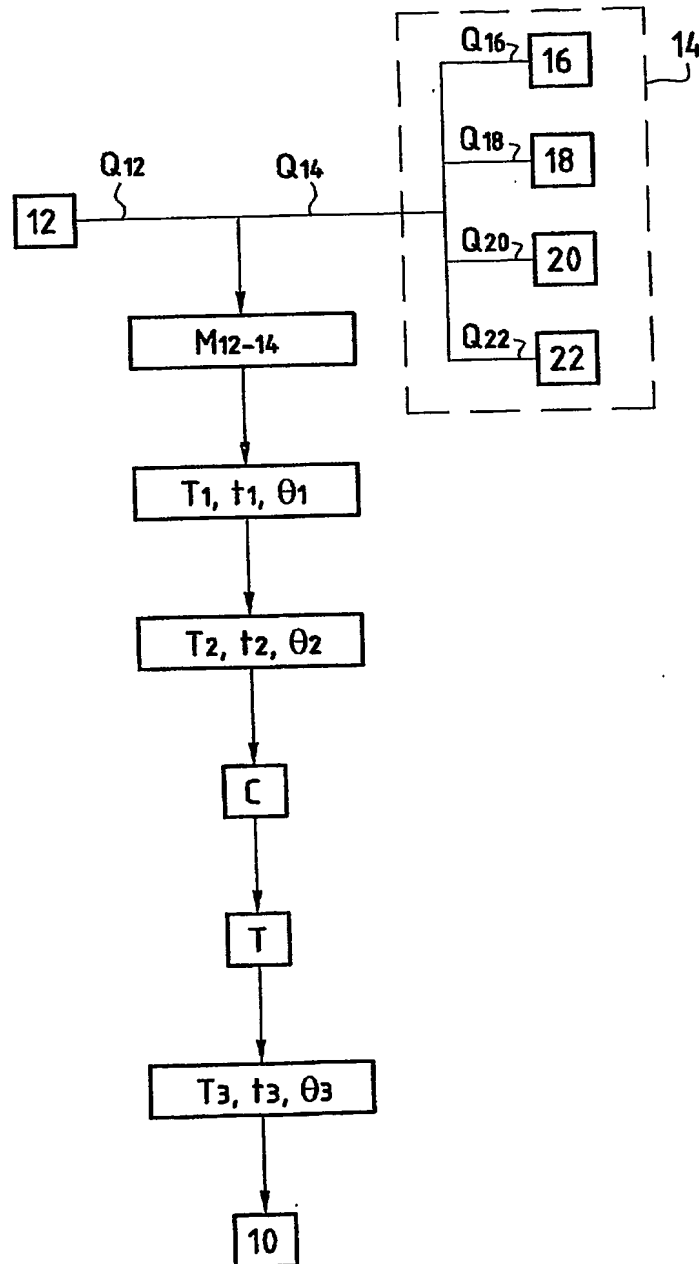 Q16
16
14
Q18
18
Q12
Q14
12
Q20
20
Q22
22
M12-14
T1, t1, θ1
T2, t2, θ2
C
T
T3, t3, θ3
10